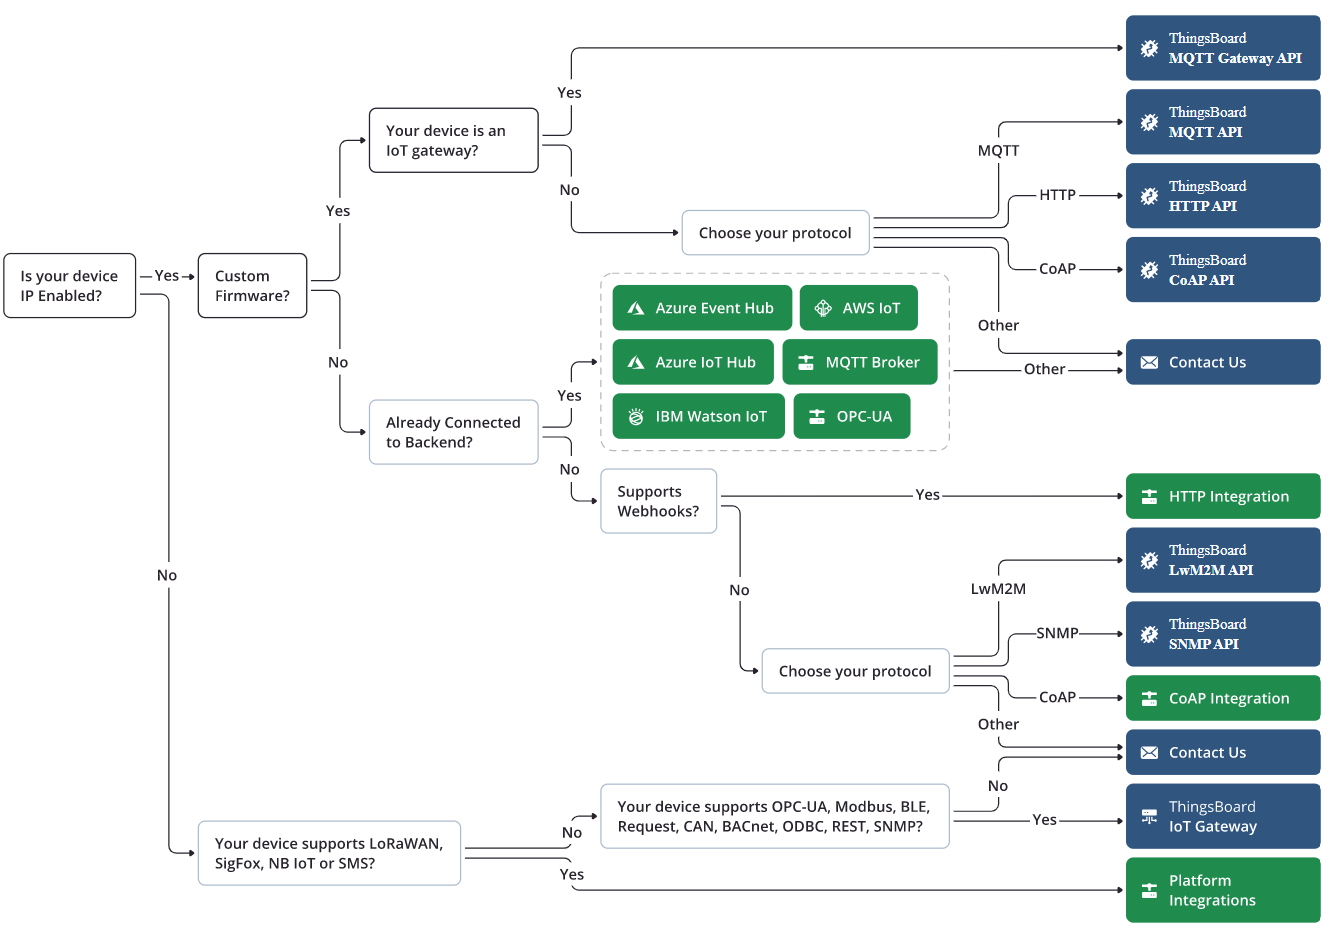 ThingsBoard
MQTT Gateway API
Yes
Your device is an
IoT gateway?
ThingsBoard
MQTT API
MQTT
No
Yes
HTTP
ThingsBoard
HTTP API
Choose your protocol
Is your device
IP Enabled?
Yes
Custom
Firmware?
CoAP
ThingsBoard
CoAP API
Azure Event Hub
AWS IoT
Other
No
Azure IoT Hub
MQTT Broker
Other
Contact Us
Yes
Already Connected
to Backend?
IBM Watson IoT
OPC-UA
No
Supports
Webhooks?
Yes
HTTP Integration
No
No
LwM2M
ThingsBoard
LwM2M API
SNMP
ThingsBoard
SNMP API
Choose your protocol
CoAP
CoAP Integration
Other
Contact Us
No
Your device supports OPC-UA, Modbus, BLE,
Request, CAN, BACnet, ODBC, REST, SNMP?
Yes
ThingsBoard
IoT Gateway
Your device supports LoRaWAN,
SigFox, NB IoT or SMS?
No
Yes
Platform
Integrations